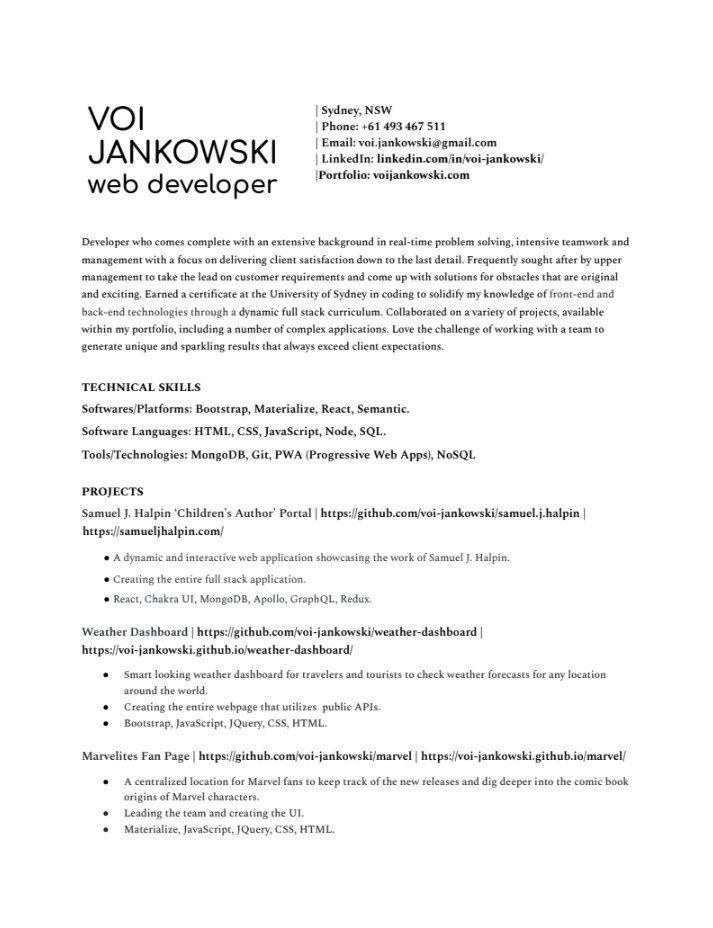 VOI
JANKOWSKI
web developer
| Sydney, NSW
| Phone: +61 493 467 511
| Email: voi.jankowski@gmail.com
| LinkedIn: linkedin.com/in/voi-jankowski/
|Portfolio: voijankowski.com
Developer who comes complete with an extensive background in real-time problem solving, intensive teamwork and
management with a focus on delivering client satisfaction down to the last detail. Frequently sought after by upper
management to take the lead on customer requirements and come up with solutions for obstacles that are original
and exciting. Earned a certificate at the University of Sydney in coding to solidify my knowledge of front-end and
back-end technologies through a dynamic full stack curriculum. Collaborated on a variety of projects, available
within my portfolio, including a number of complex applications. Love the challenge of working with a team to
generate unique and sparkling results that always exceed client expectations.
TECHNICAL SKILLS
Softwares/Platforms: Bootstrap, Materialize, React, Semantic.
Software Languages: HTML, CSS, JavaScript, Node, SQL.
Tools/Technologies: MongoDB, Git, PWA (Progressive Web Apps), NoSQL
PROJECTS
Samuel J. Halpin ‘Children’s Author’ Portal | https://github.com/voi-jankowski/samuel.j.halpin |
https://samueljhalpin.com/
● A dynamic and interactive web application showcasing the work of Samuel J. Halpin.
● Creating the entire full stack application.
● React, Chakra UI, MongoDB, Apollo, GraphQL, Redux.
Weather Dashboard | https://github.com/voi-jankowski/weather-dashboard |
https://voi-jankowski.github.io/weather-dashboard/
● Smart looking weather dashboard for travelers and tourists to check weather forecasts for any location
around the world.
● Creating the entire webpage that utilizes public APIs.
● Bootstrap, JavaScript, JQuery, CSS, HTML.
Marvelites Fan Page | https://github.com/voi-jankowski/marvel | https://voi-jankowski.github.io/marvel/
● A centralized location for Marvel fans to keep track of the new releases and dig deeper into the comic book
origins of Marvel characters.
● Leading the team and creating the UI.
● Materialize, JavaScript, JQuery, CSS, HTML.